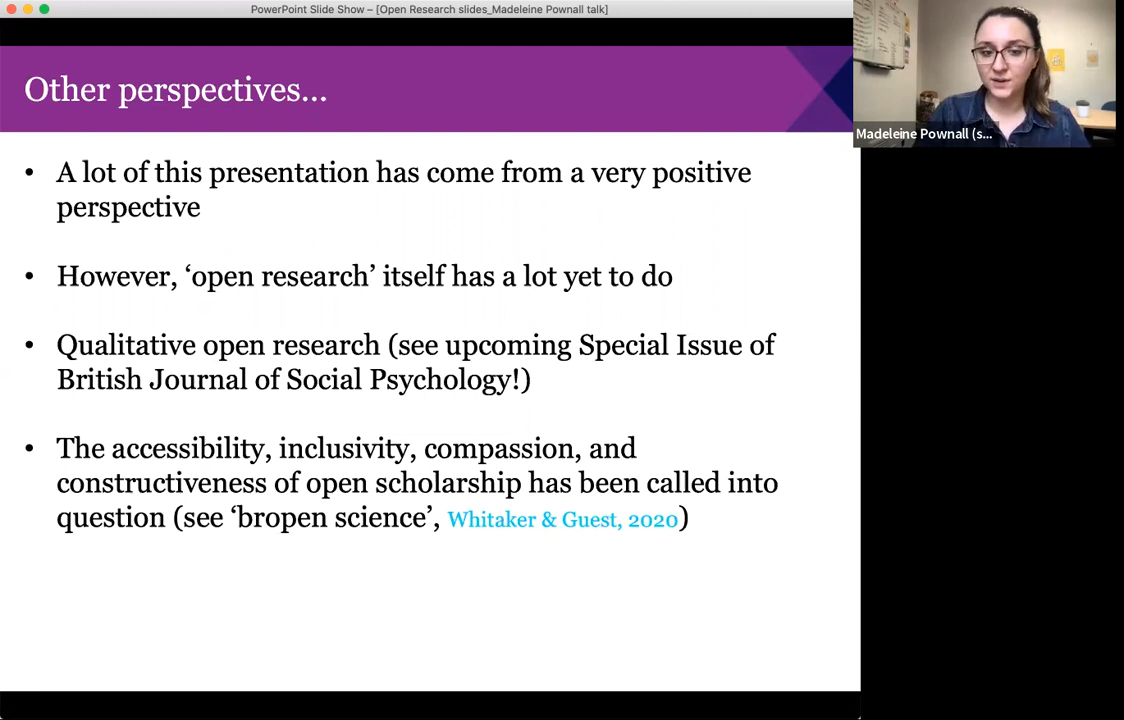 PowerPoint Slide Show – [Open Research slides_Madeleine Pownall talk]
Other perspectives...
Madeleine Pownall (s...
• A lot of this presentation has come from a very positive
perspective
• However, ‘open research’ itself has a lot yet to do
• Qualitative open research (see upcoming Special Issue of
British Journal of Social Psychology!)
• The accessibility, inclusivity, compassion, and
constructiveness of open scholarship has been called into
question (see ‘bropen science’, Whitaker & Guest, 2020)